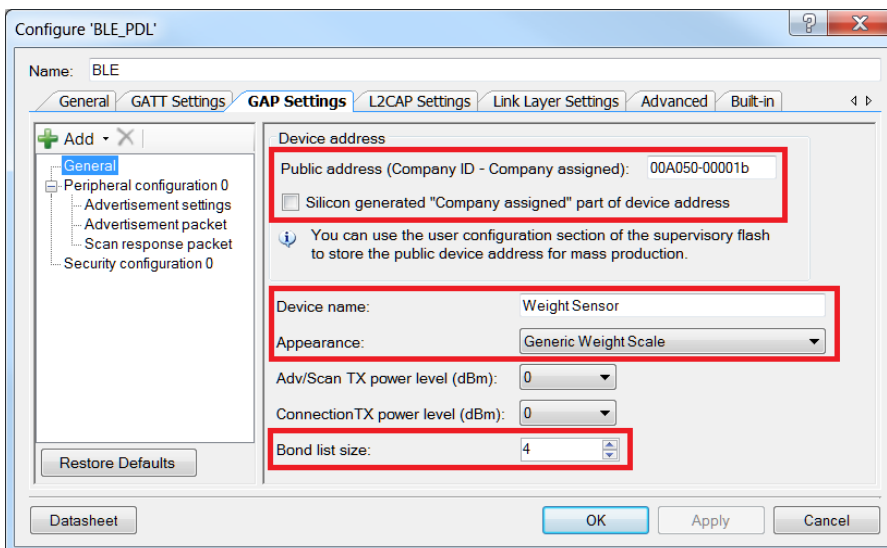 Configure 'BLE_PDL'
Name: BLE
General GATT Settings GAP Settings L2CAP Settings Link Layer Settings Advanced Built-in
Add
General
Peripheral configuration 0
Advertisement settings
Advertisement packet
Scan response packet
Security configuration 0
Restore Defaults
Device address
Public address (Company ID - Company assigned): 00A050-00001b
Silicon generated "Company assigned" part of device address
You can use the user configuration section of the supervisory flash
to store the public device address for mass production.
Device name: Weight Sensor
Appearance: Generic Weight Scale
Adv/Scan TX power level (dBm): 0
ConnectionTX power level (dBm): 0
Bond list size: 4
Datasheet OK Apply Cancel